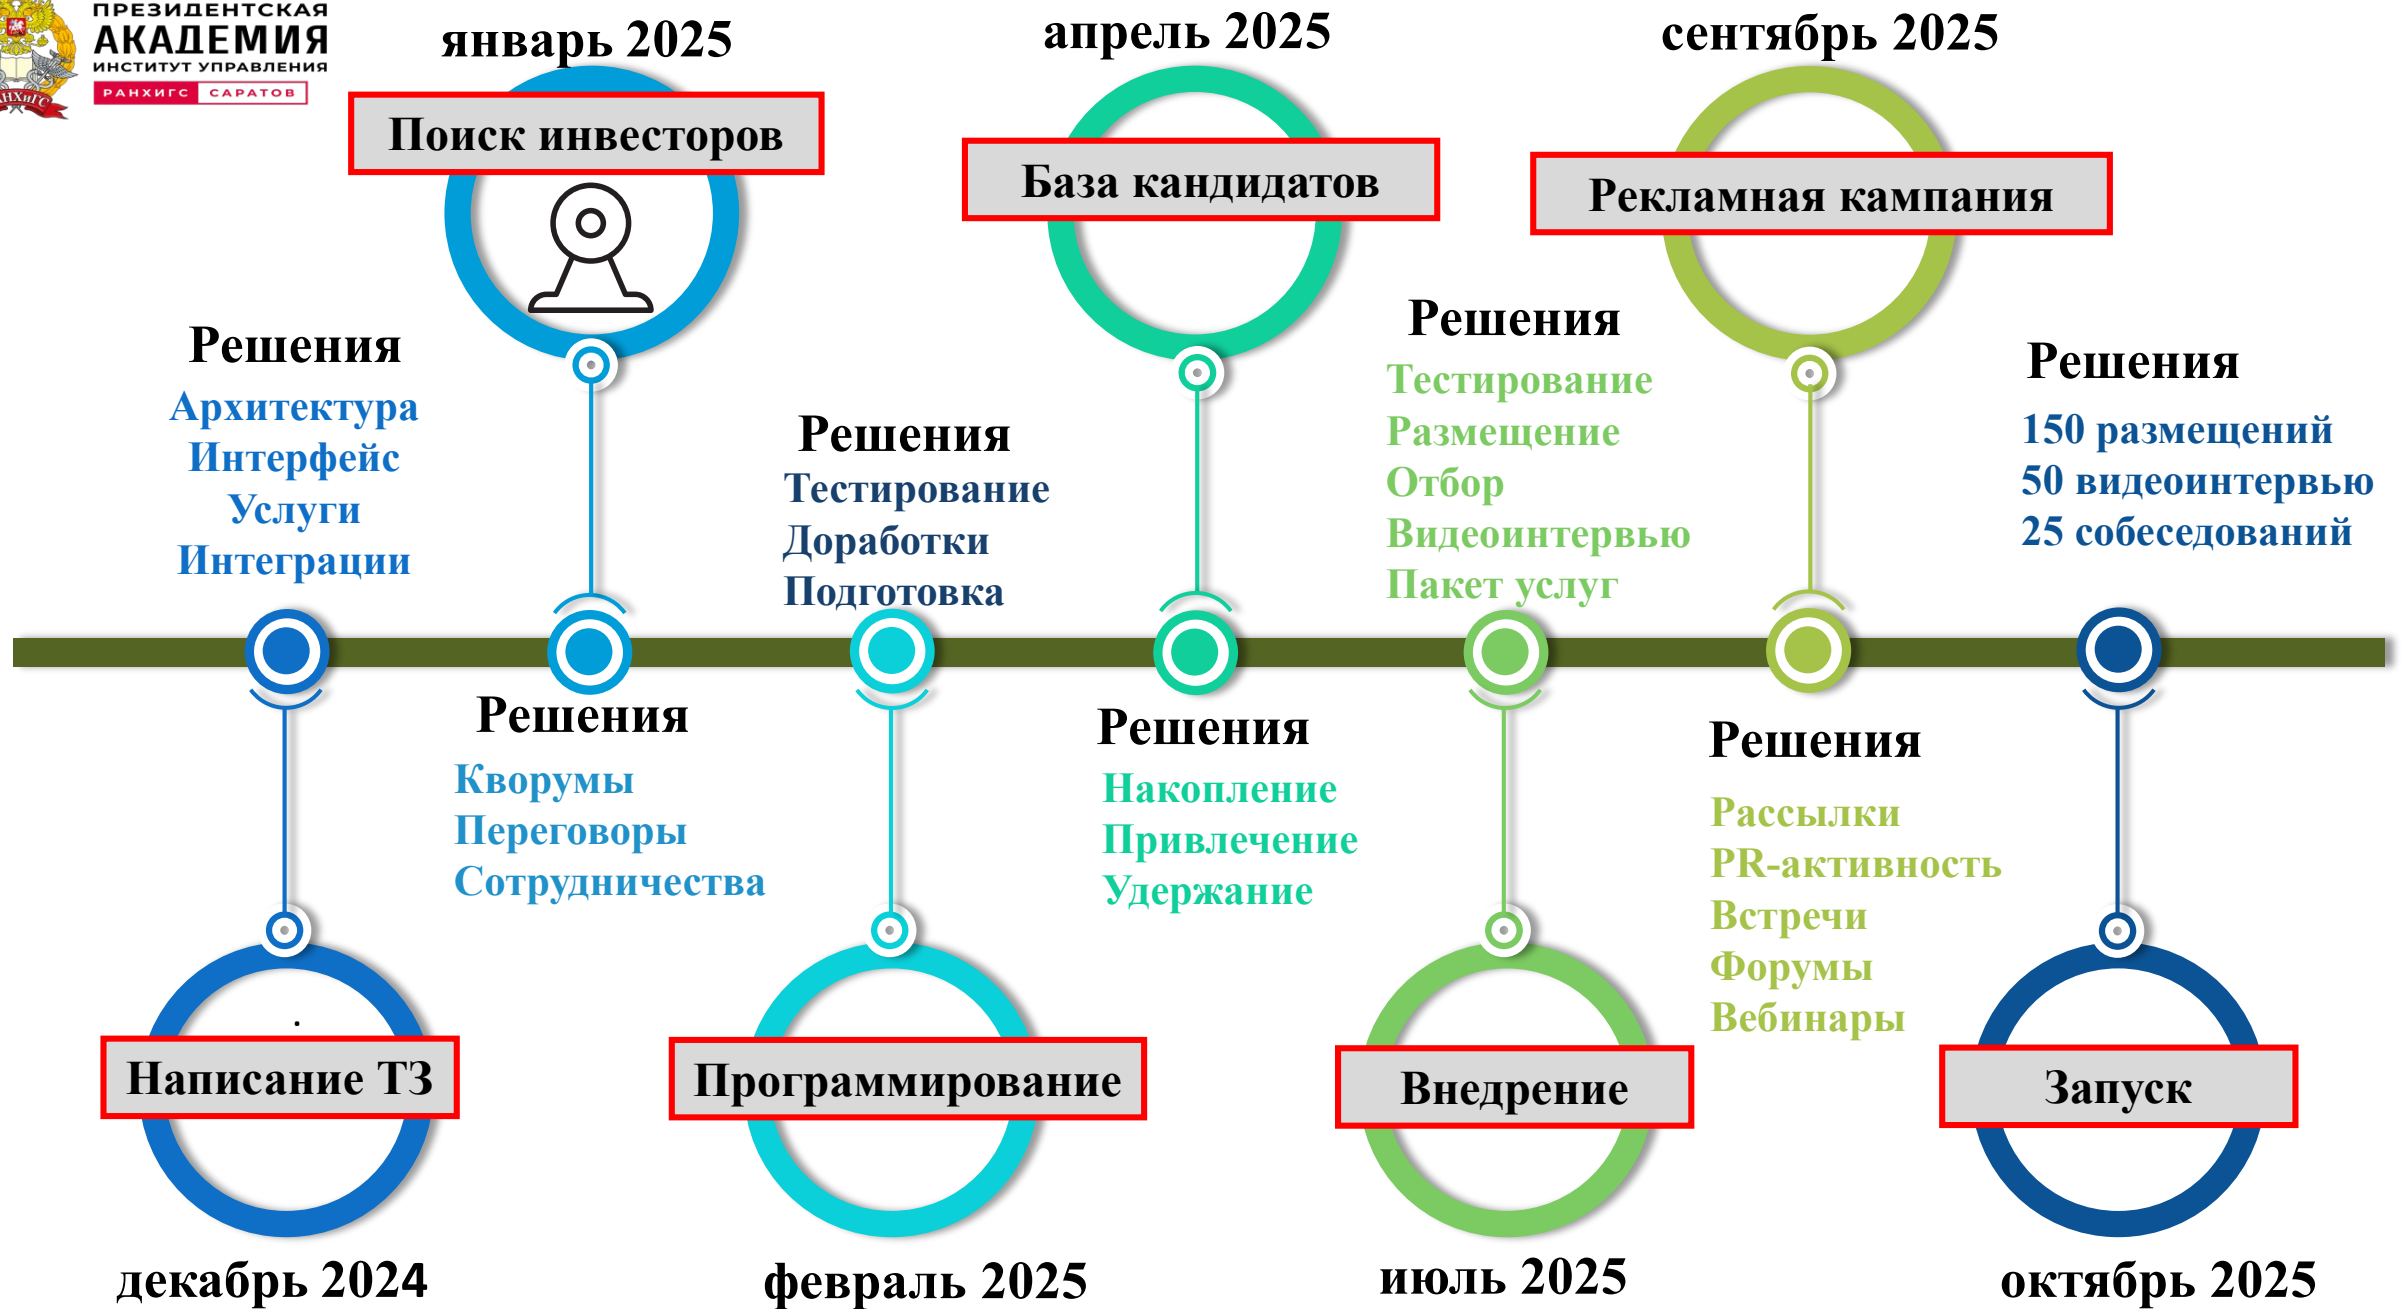 ПРЕЗИДЕНТСКАЯ
АКАДЕМИЯ
ИНСТИТУТ УПРАВЛЕНИЯ
РАНХИГС САРАТОВ
РАНХиГС
январь 2025
Поиск инвесторов
апрель 2025
База кандидатов
сентябрь 2025
Рекламная кампания
Решения
Архитектура
Интерфейс
Услуги
Интеграции
Решения
Тестирование
Доработки
Подготовка
Решения
Тестирование
Размещение
Отбор
Видеоинтервью
Пакет услуг
Решения
150 размещений
50 видеоинтервью
25 собеседований
Решения
Кворумы
Переговоры
Сотрудничества
Решения
Накопление
Привлечение
Удержание
Решения
Рассылки
PR-активность
Встречи
Форумы
Вебинары
.
Написание ТЗ
декабрь 2024
Программирование
февраль 2025
Внедрение
июль 2025
Запуск
октябрь 2025